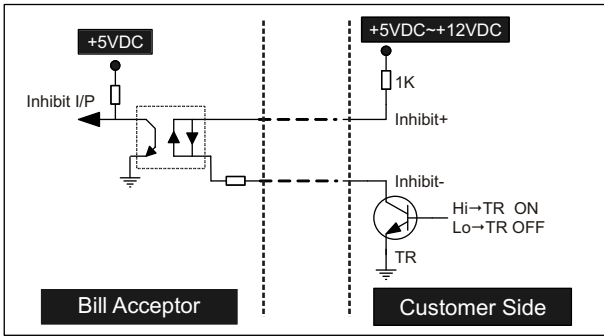 +5VDC
+5VDC~+12VDC
1K
Inhibit I/P
Inhibit+
Inhibit-
Hi→TR ON
Lo→TR OFF
TR
Bill Acceptor
Customer Side